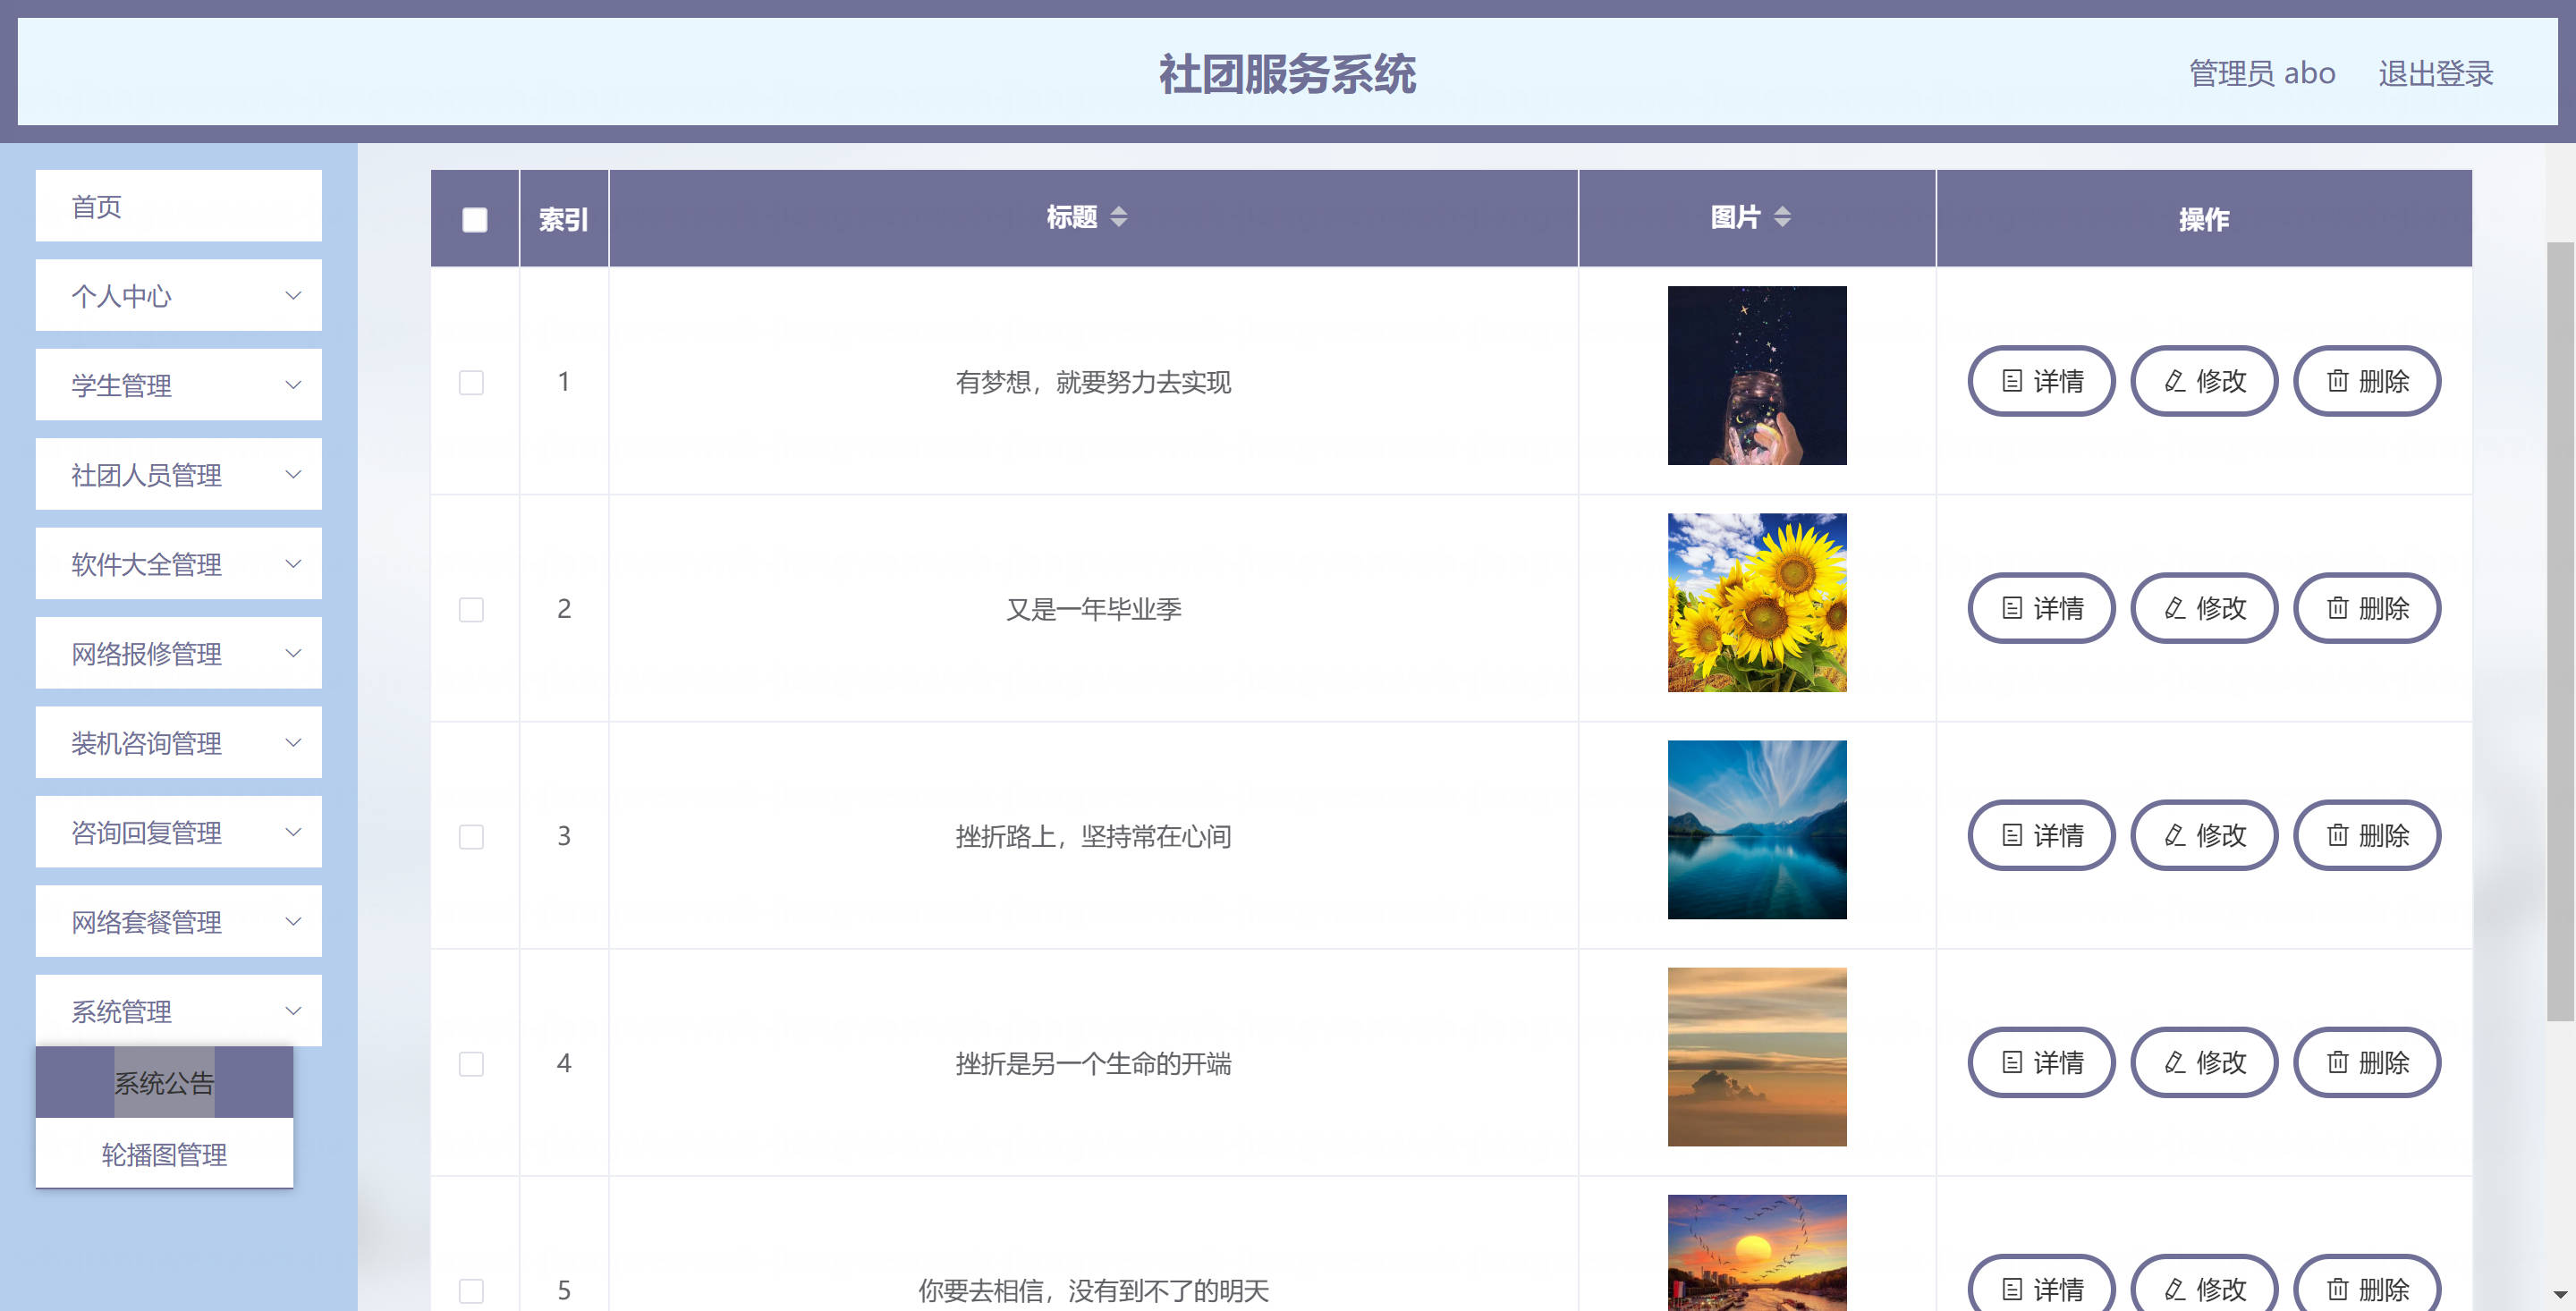 社团服务系统
管理员 abo
退出登录
首页
个人中心
学生管理
社团人员管理
软件大全管理
网络报修管理
装机咨询管理
咨询回复管理
网络套餐管理
系统管理
系统公告
轮播图管理
索引 标题 图片 操作
1 有梦想，就要努力去实现 详情 修改 删除
2 又是一年毕业季 详情 修改 删除
3 挫折路上，坚持常在心间 详情 修改 删除
4 挫折是另一个生命的开端 详情 修改 删除
5 你要去相信，没有到不了的明天 详情 修改 删除